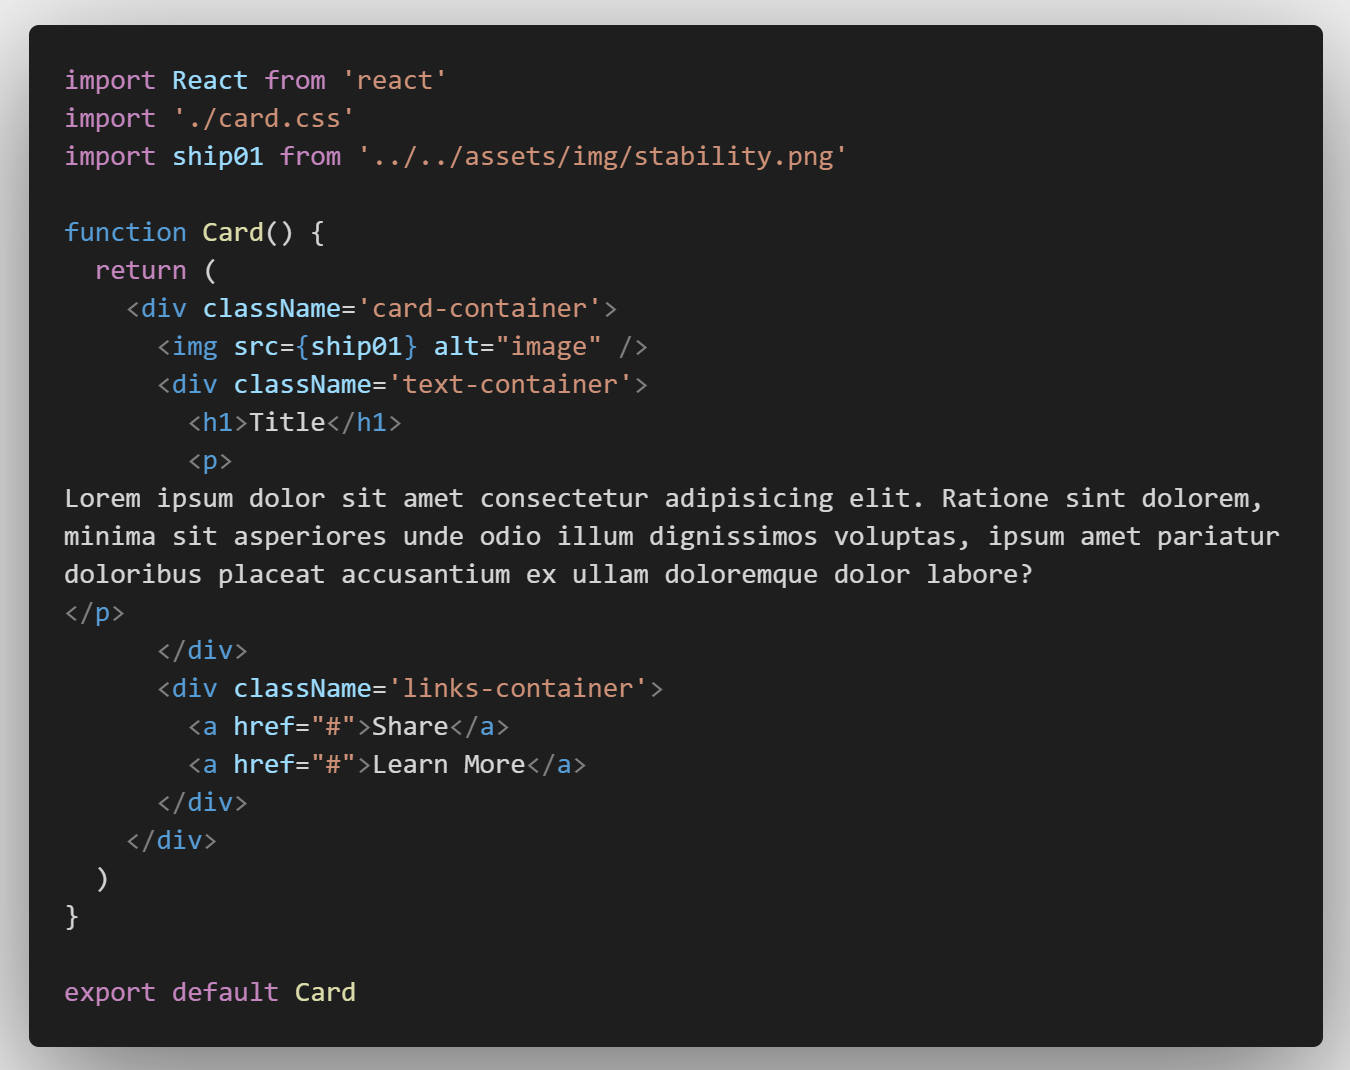 import React from 'react'
import './card.css'
import ship01 from '../../assets/img/stability.png'

function Card() {
  return (
    <div className='card-container'>
      <img src={ship01} alt="image" />
      <div className='text-container'>
        <h1>Title</h1>
        <p>
Lorem ipsum dolor sit amet consectetur adipisicing elit. Ratione sint dolorem,
minima sit asperiores unde odio illum dignissimos voluptas, ipsum amet pariatur
doloribus placeat accusantium ex ullam doloremque dolor labore?
</p>
      </div>
      <div className='links-container'>
        <a href="#">Share</a>
        <a href="#">Learn More</a>
      </div>
    </div>
  )
}

export default Card